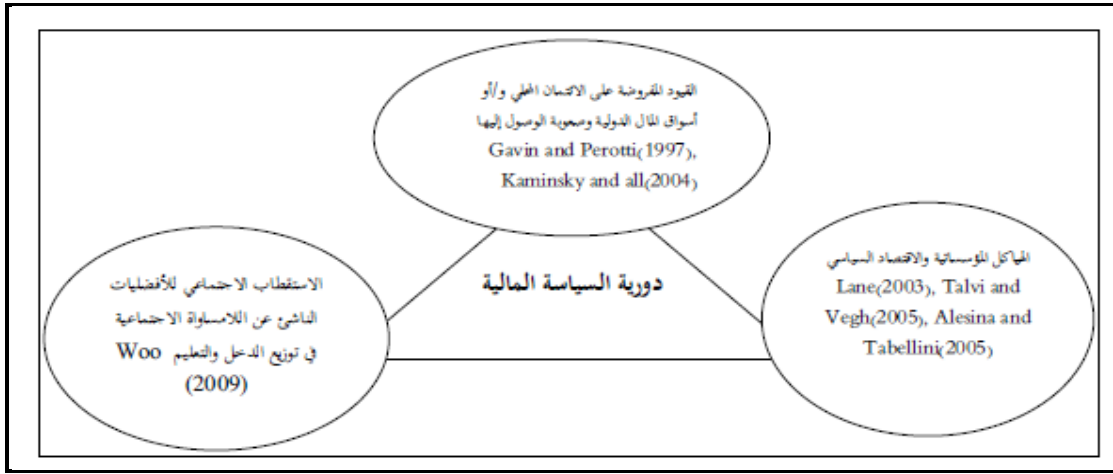 القيود المفروضة على الائتمان المحلي و/أو
أسواق المال الدولية وصعوبة الوصول إليها
Gavin and Perotti(1997),
Kaminsky and all(2004)
الهياكل المؤسساتية والاقتصاد السياسي
Lane(2003), Talvi and
Vegh(2005), Alesina and
Tabellini(2005)
دورية السياسة المالية
الاستقطاب الاجتماعي للأفضليات
الناشئ عن اللامساواة الاجتماعية
في توزيع الدخل والتعليم Woo
(2009)